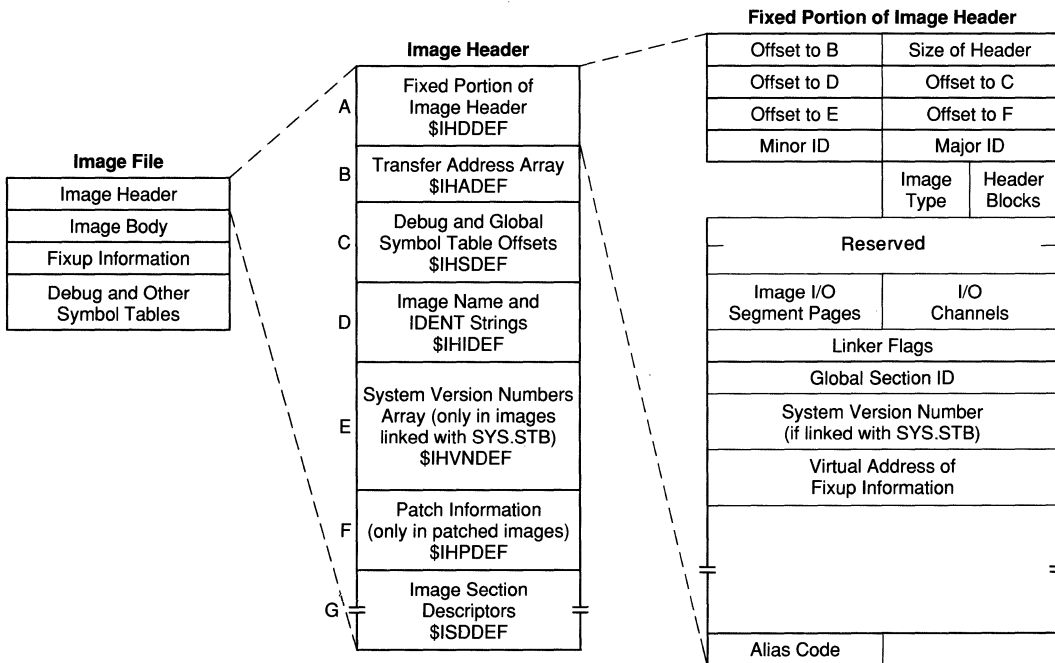 Image File
Image Header
Image Body
Fixup Information
Debug and Other
Symbol Tables
Image Header
A
Fixed Portion of
Image Header
$IHDDEF
B
Transfer Address Array
$IHADEF
C
Debug and Global
Symbol Table Offsets
$IHSDEF
D
Image Name and
IDENT Strings
$IHIDEF
E
System Version Numbers
Array (only in images
linked with SYS.STB)
$IHVNDEF
F
Patch Information
(only in patched images)
$IHPDEF
G
Image Section
Descriptors
$ISDDEF
Fixed Portion of Image Header
Offset to B
Size of Header
Offset to D
Offset to C
Offset to E
Offset to F
Minor ID
Major ID
Image
Type
Header
Blocks
Reserved
Image I/O
Segment Pages
I/O
Channels
Linker Flags
Global Section ID
System Version Number
(if linked with SYS.STB)
Virtual Address of
Fixup Information
Alias Code